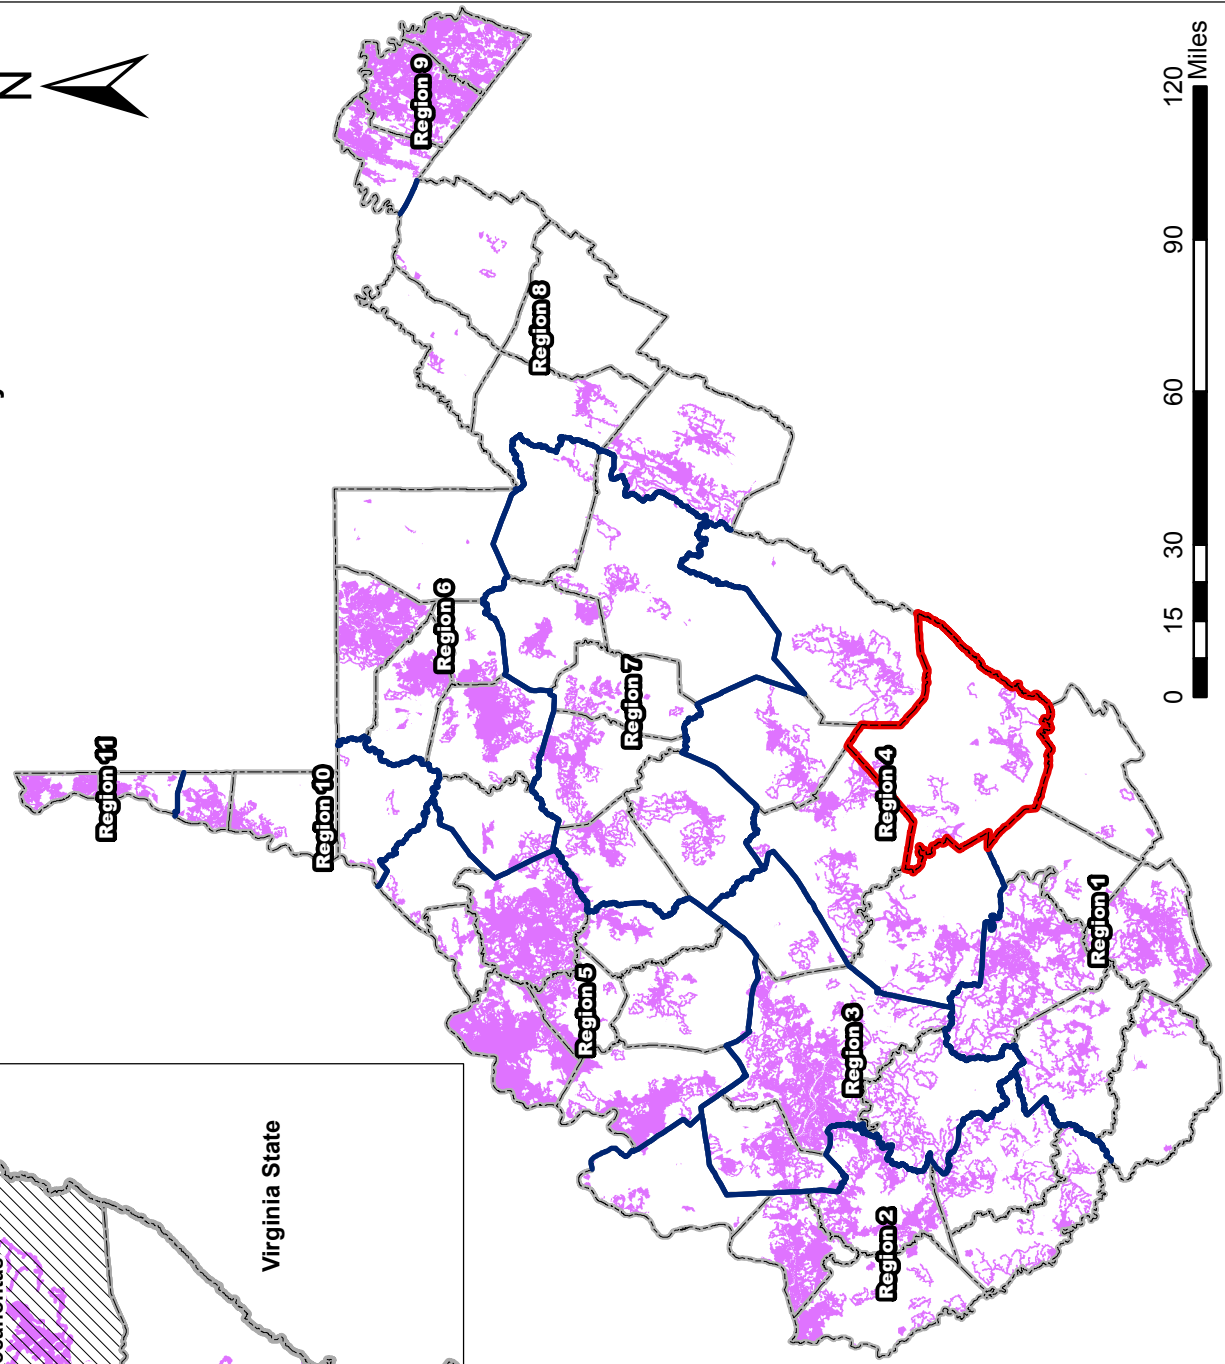 N
Region 11
Region 10
Region 9
Region 8
Region 6
Region 7
Region 5
Region 4
Region 3
Region 1
Region 2
Virginia State
0
15
30
60
90
120
Miles